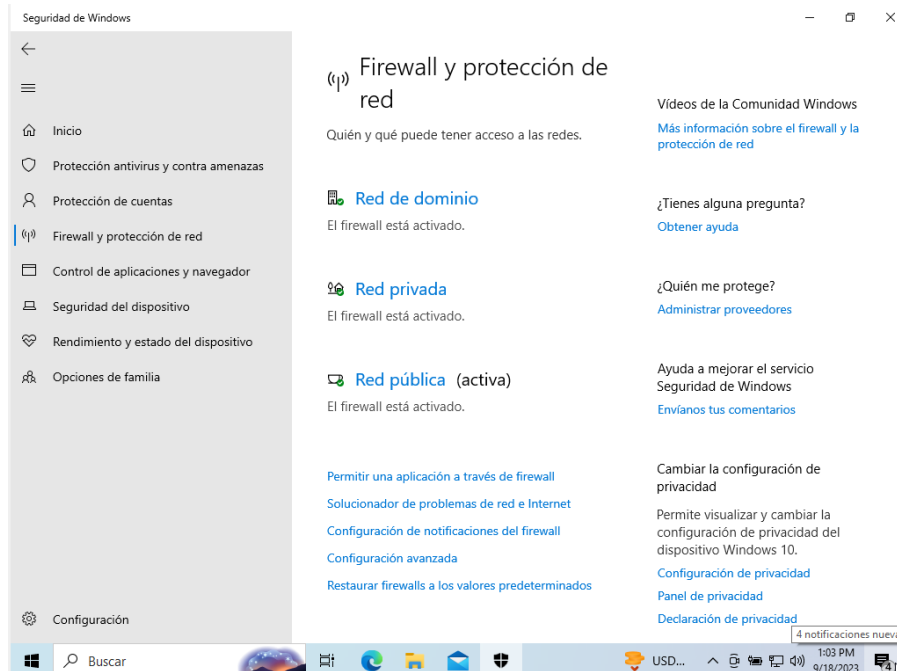 Seguridad de Windows
Inicio
Protección antivirus y contra amenazas
Protección de cuentas
Firewall y protección de red
Control de aplicaciones y navegador
Seguridad del dispositivo
Rendimiento y estado del dispositivo
Opciones de familia
Configuración
Firewall y protección de
red
Quién y qué puede tener acceso a las redes.
Red de dominio
El firewall está activado.
Red privada
El firewall está activado.
Red pública (activa)
El firewall está activado.
Permitir una aplicación a través de firewall
Solucionador de problemas de red e Internet
Configuración de notificaciones del firewall
Configuración avanzada
Restaurar firewalls a los valores predeterminados
Vídeos de la Comunidad Windows
Más información sobre el firewall y la
protección de red
¿Tienes alguna pregunta?
Obtener ayuda
¿Quién me protege?
Administrar proveedores
Ayuda a mejorar el servicio
Seguridad de Windows
Envíanos tus comentarios
Cambiar la configuración de
privacidad
Permite visualizar y cambiar la
configuración de privacidad del
dispositivo Windows 10.
Configuración de privacidad
Panel de privacidad
Declaración de privacidad
4 notificaciones nueva
Buscar
USD...
1:03 PM
9/18/2023
4